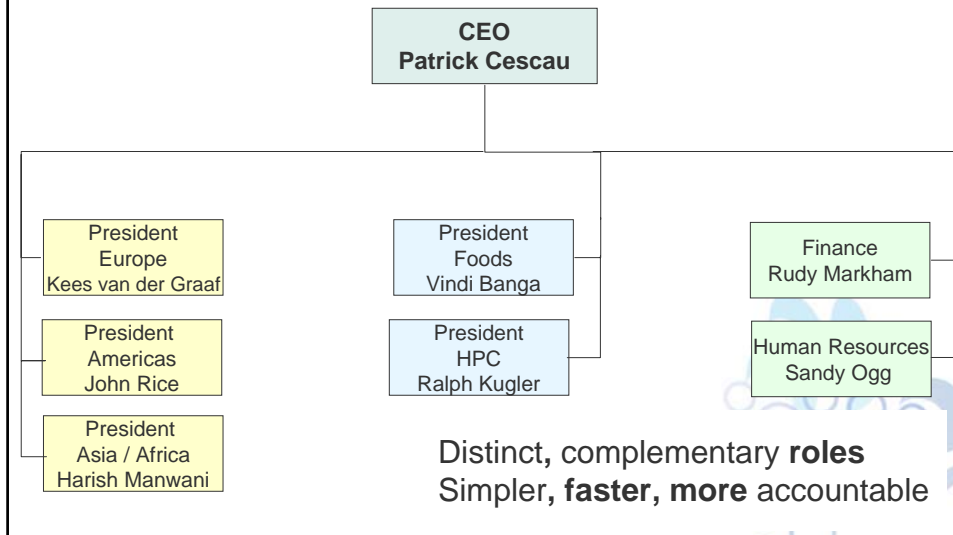 CEO
Patrick Cescau
President
Europe
Kees van der Graaf
President
Americas
John Rice
President
Asia / Africa
Harish Manwani
President
Foods
Vindi Banga
President
HPC
Ralph Kugler
Finance
Rudy Markham
Human Resources
Sandy Ogg
Distinct, complementary roles
Simpler, faster, more accountable